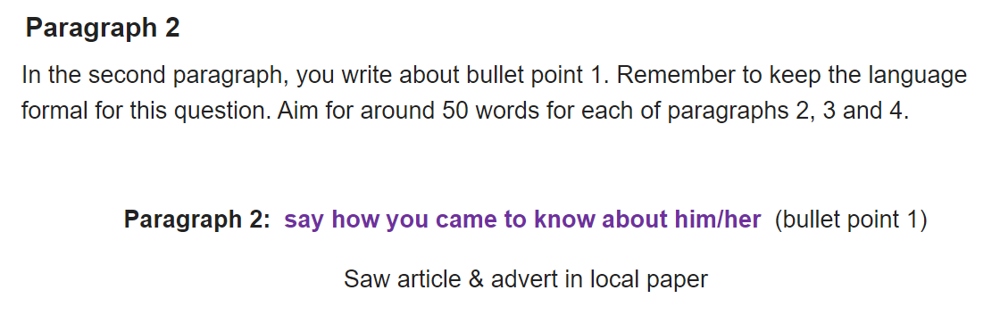 Paragraph 2
In the second paragraph, you write about bullet point 1. Remember to keep the language
formal for this question. Aim for around 50 words for each of paragraphs 2, 3 and 4.
Paragraph 2: say how you came to know about him/her (bullet point 1)
Saw article & advert in local paper